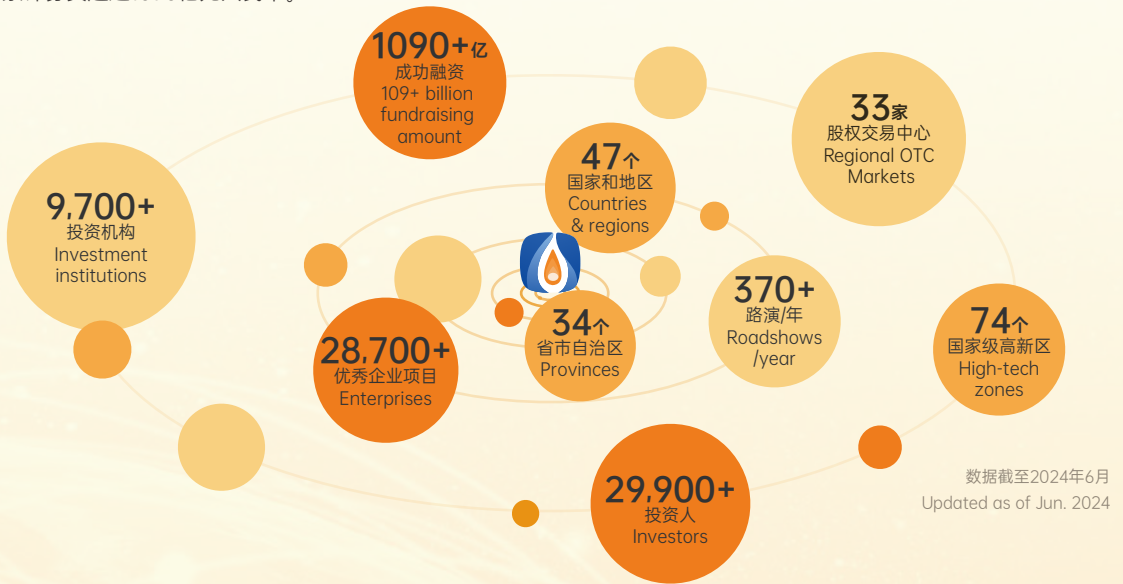 1090+亿
成功融资
109+ billion
fundraising
amount
33家
股权交易中心
Regional OTC
Markets
47个
国家和地区
Countries
& regions
9,700+
投资机构
Investment
institutions
370+
路演/年
Roadshows
/year
34个
省市自治区
Provinces
28,700+
优秀企业项目
Enterprises
74个
国家级高新区
High-tech
zones
29,900+
投资人
Investors
数据截至2024年6月
Updated as of Jun. 2024